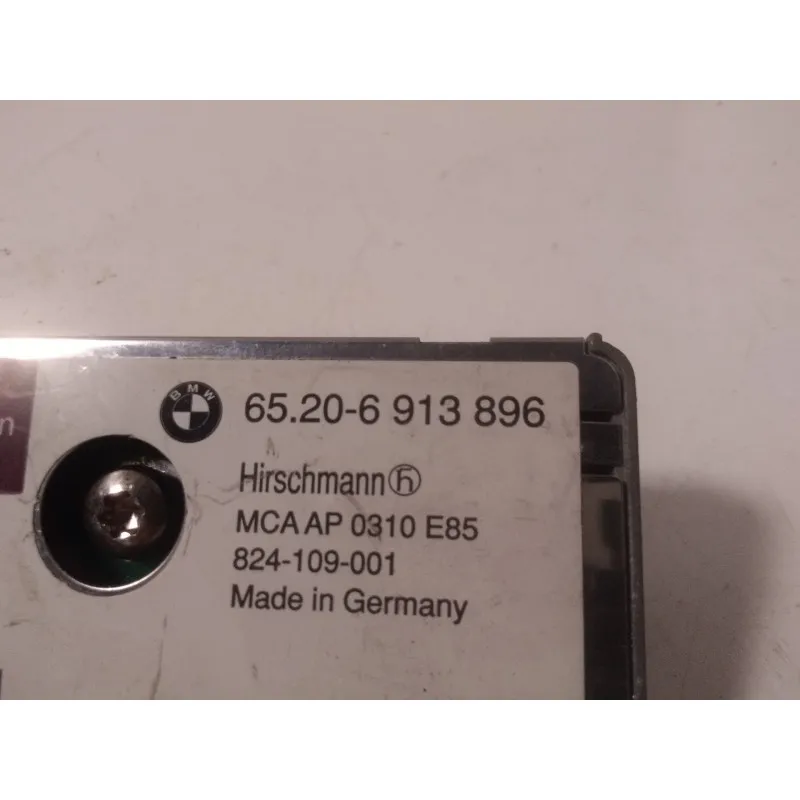 BMW 65.20-6 913 896
n
Hirschmann h
MCA AP 0310 E85
824-109-001
Made in Germany